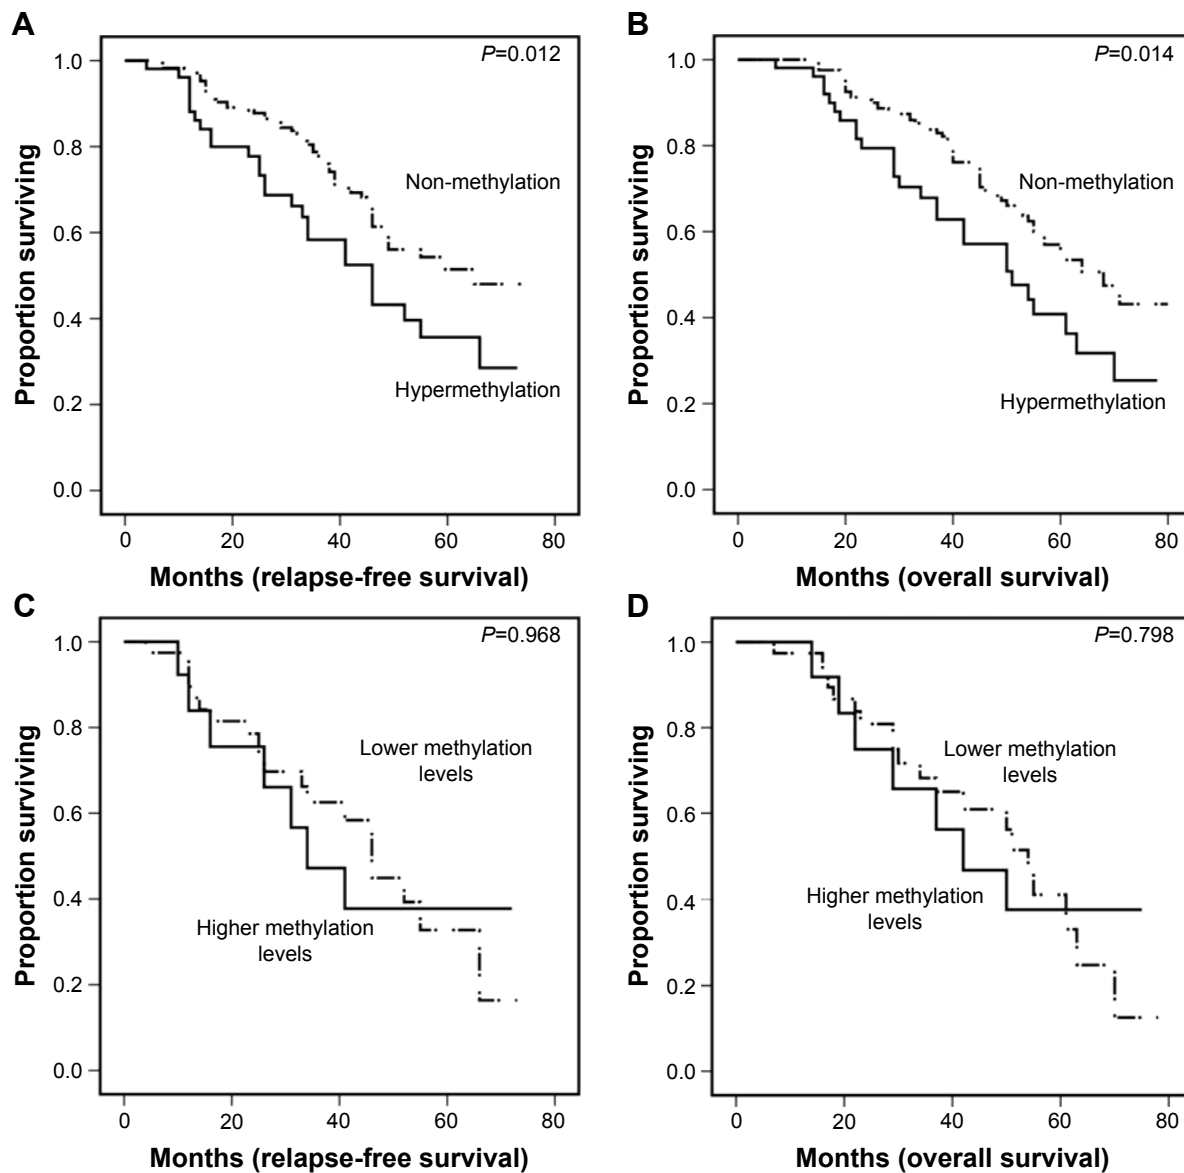 A
P=0.012
Proportion surviving
1.0
0.8
0.6
0.4
0.2
0.0
Non-methylation
Hypermethylation
0 20 40 60 80
Months (relapse-free survival)
B
P=0.014
Proportion surviving
1.0
0.8
0.6
0.4
0.2
0.0
Non-methylation
Hypermethylation
0 20 40 60 80
Months (overall survival)
C
P=0.968
Proportion surviving
1.0
0.8
0.6
0.4
0.2
0.0
Lower methylation
levels
Higher methylation
levels
0 20 40 60 80
Months (relapse-free survival)
D
P=0.798
Proportion surviving
1.0
0.8
0.6
0.4
0.2
0.0
Lower methylation
levels
Higher methylation
levels
0 20 40 60 80
Months (overall survival)